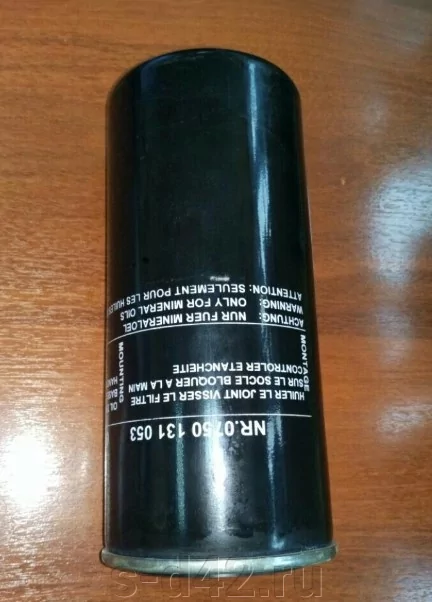 NR.0750 131 053
HUILER LE JOINT VISSER LE FILTRE
SUR LE SOCLE BLOQUER A LA MAIN
CONTROLER ETANCHEITE
MONTAGE
OIL
MOUNTING
ACHTUNG: NUR FUER MINERALOEL
WARNING: ONLY FOR MINERAL OILS
ATTENTION: SEULEMENT POUR LES
s-d42.ru